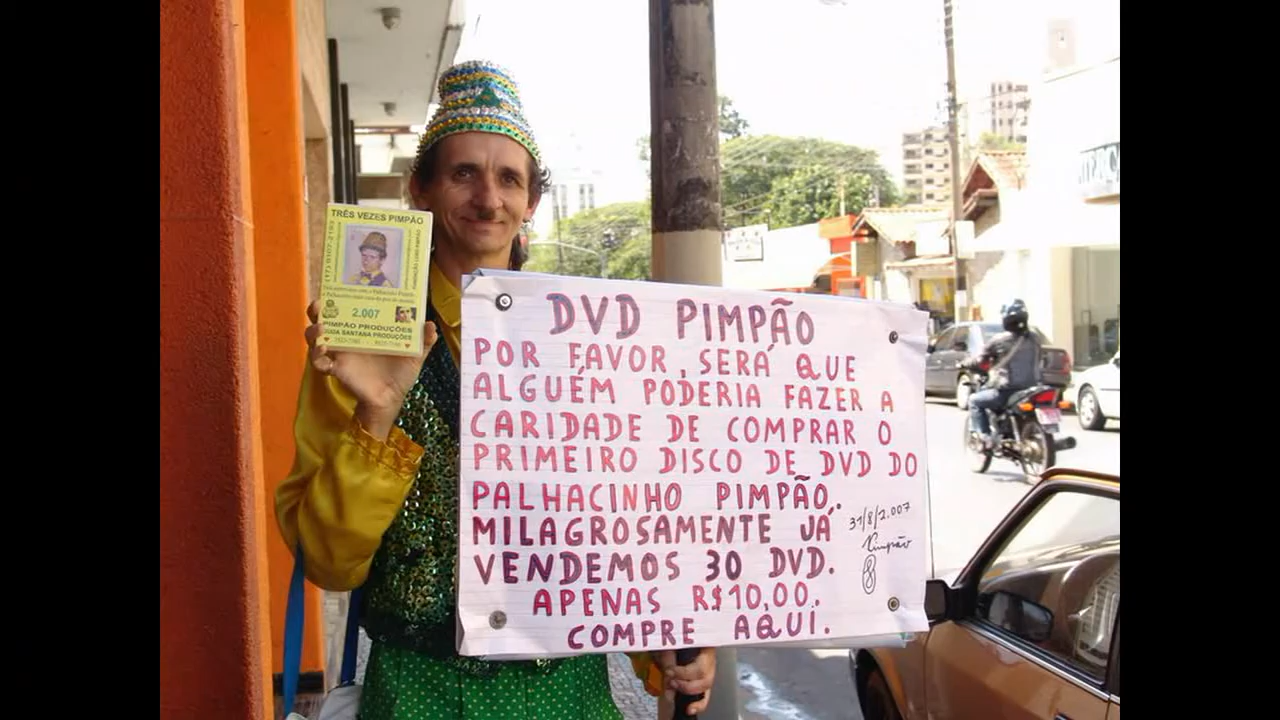 TRÊS VEZES PIMPÃO
2.007
PIMPÃO PRODUÇÕES
SANTANA PRODUÇÕES
DVD PIMPÃO
POR FAVOR, SERÁ QUE
ALGUÉM PODERIA FAZER A
CARIDADE DE COMPRAR O
PRIMEIRO DISCO DE DVD DO
PALHACINHO PIMPÃO.
MILAGROSAMENTE JÁ
VENDEMOS 30 DVD.
APENAS R$10,00.
COMPRE AQUI.
31/8/2.007
Pimpão